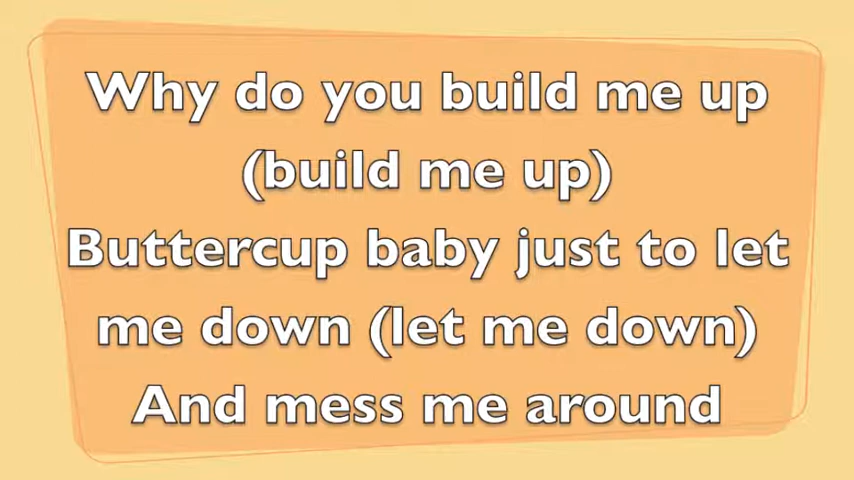 Why do you build me up
(build me up)
Buttercup baby just to let
me down (let me down)
And mess me around